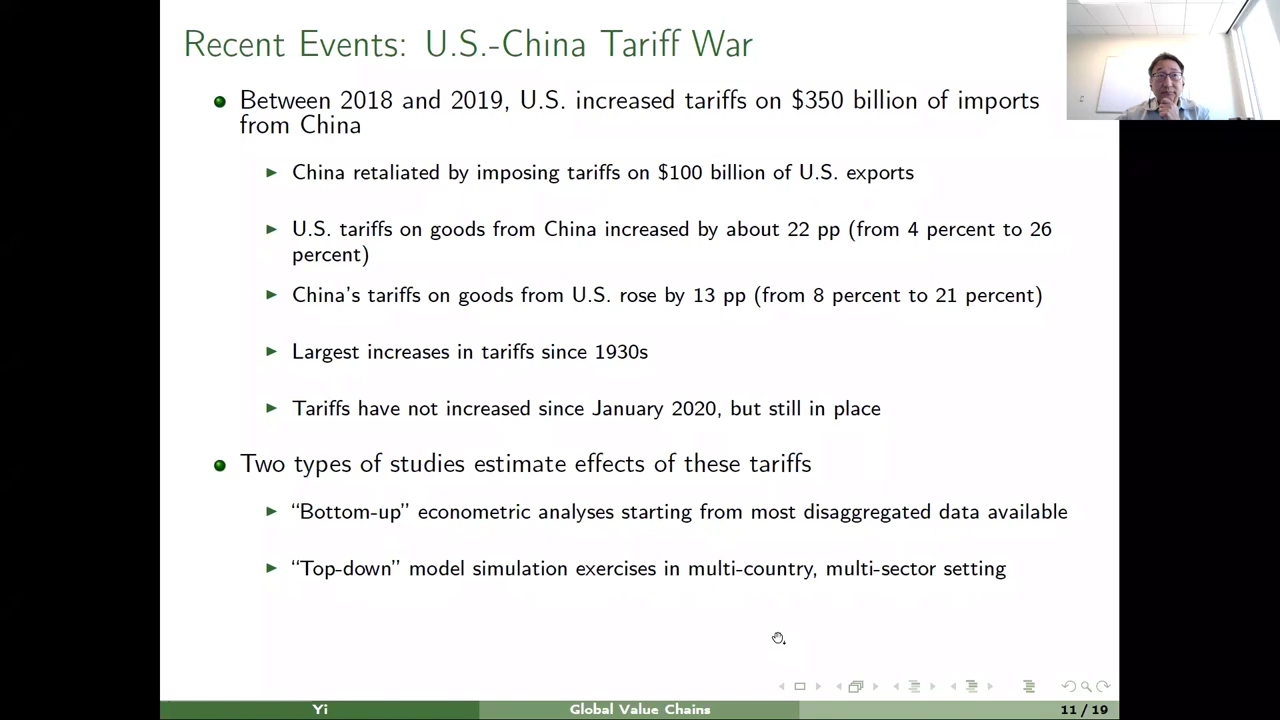 Recent Events: U.S.-China Tariff War
Between 2018 and 2019, U.S. increased tariffs on $350 billion of imports
from China
China retaliated by imposing tariffs on $100 billion of U.S. exports
U.S. tariffs on goods from China increased by about 22 pp (from 4 percent to 26
percent)
China's tariffs on goods from U.S. rose by 13 pp (from 8 percent to 21 percent)
Largest increases in tariffs since 1930s
Tariffs have not increased since January 2020, but still in place
Two types of studies estimate effects of these tariffs
“Bottom-up” econometric analyses starting from most disaggregated data available
“Top-down” model simulation exercises in multi-country, multi-sector setting
Yi
Global Value Chains
11 / 19